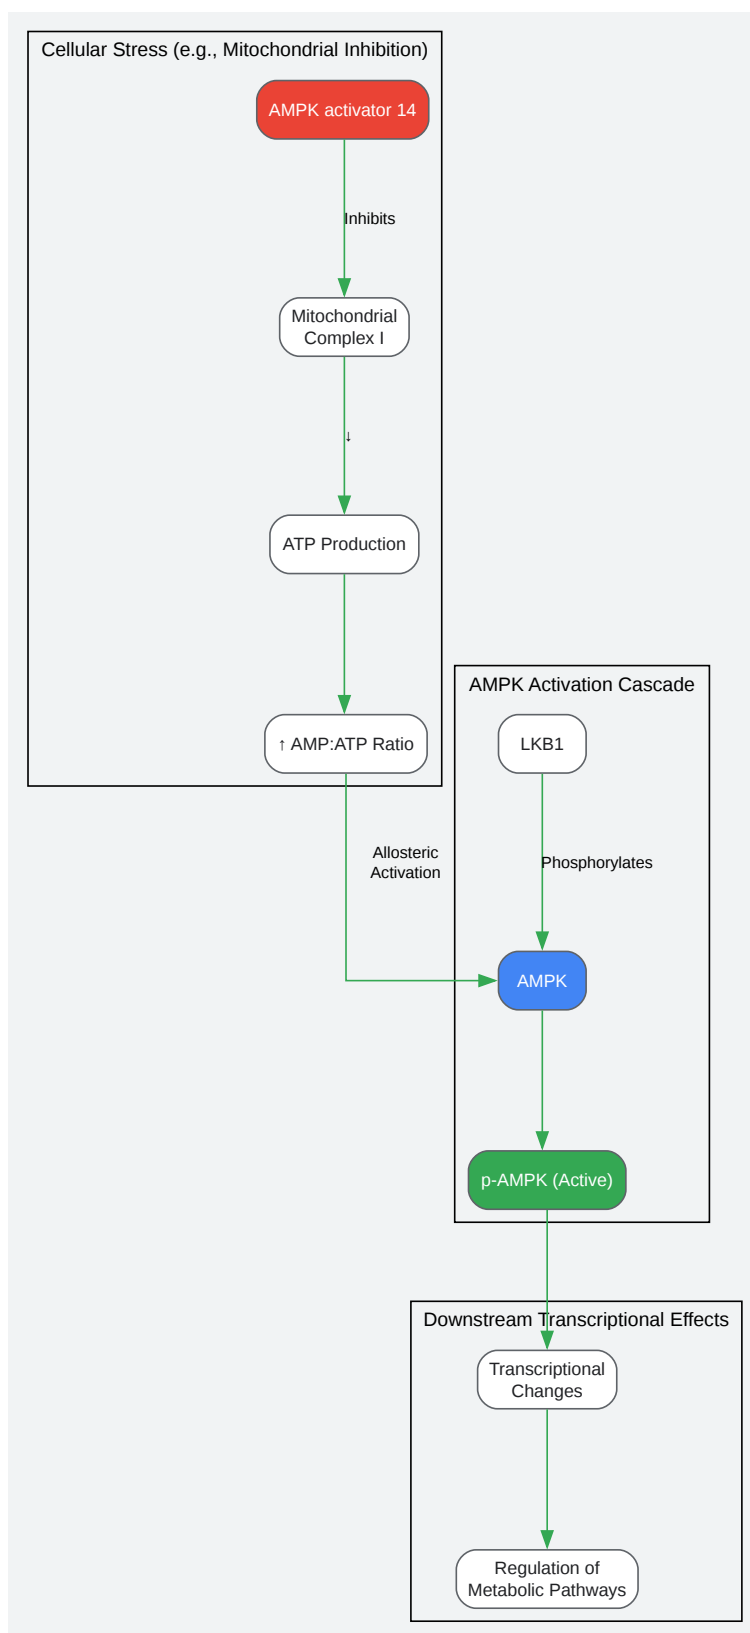 Cellular Stress (e.g., Mitochondrial Inhibition)
AMPK activator 14
Inhibits
Mitochondrial
Complex I
↓
ATP Production
↑ AMP:ATP Ratio
Allosteric
Activation
AMPK Activation Cascade
LKB1
Phosphorylates
AMPK
p-AMPK (Active)
Downstream Transcriptional Effects
Transcriptional
Changes
Regulation of
Metabolic Pathways